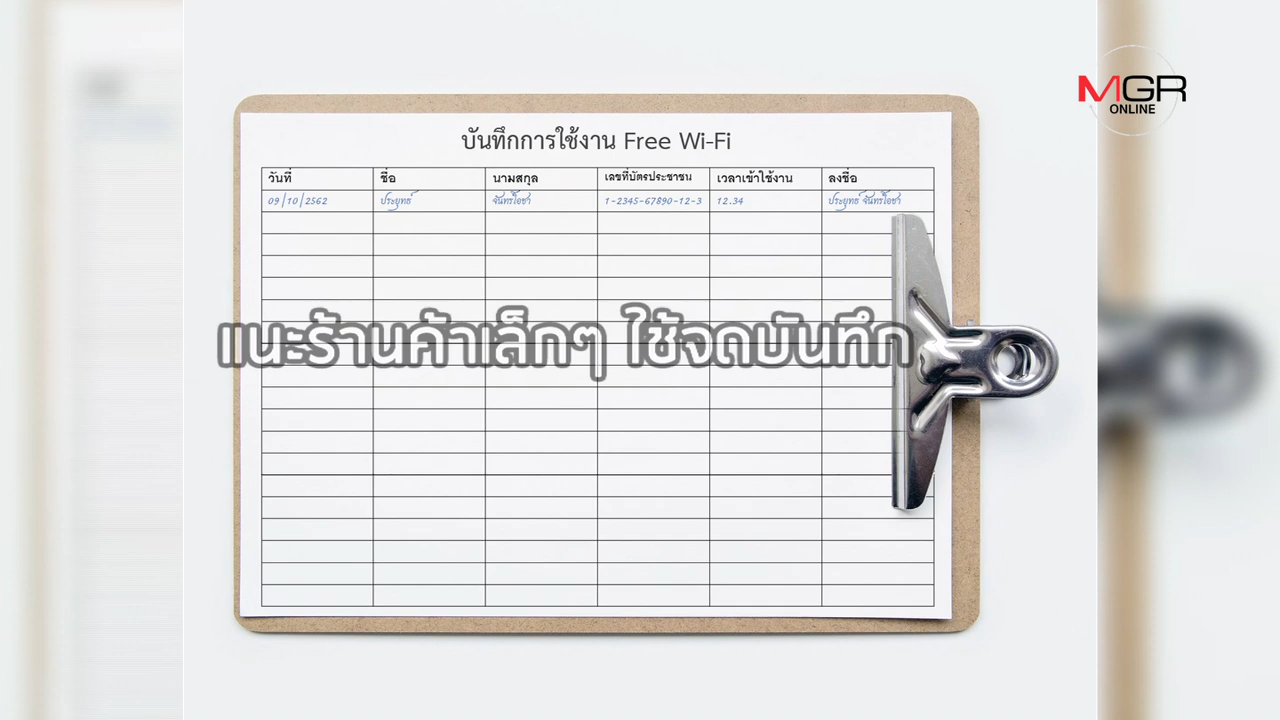 MGR
ONLINE
บันทึกการใช้งาน Free Wi-Fi
วันที่ ชื่อ นามสกุล เลขที่บัตรประชาชน เวลาเข้าใช้งาน ลงชื่อ
09/10/2562 ประยุทธ์ จันทร์โอชา 1-2345-67890-12-3 12.34 ประยุทธ์ จันทร์โอชา
แนะร้านค้าเล็กๆ ใช้จดบันทึก